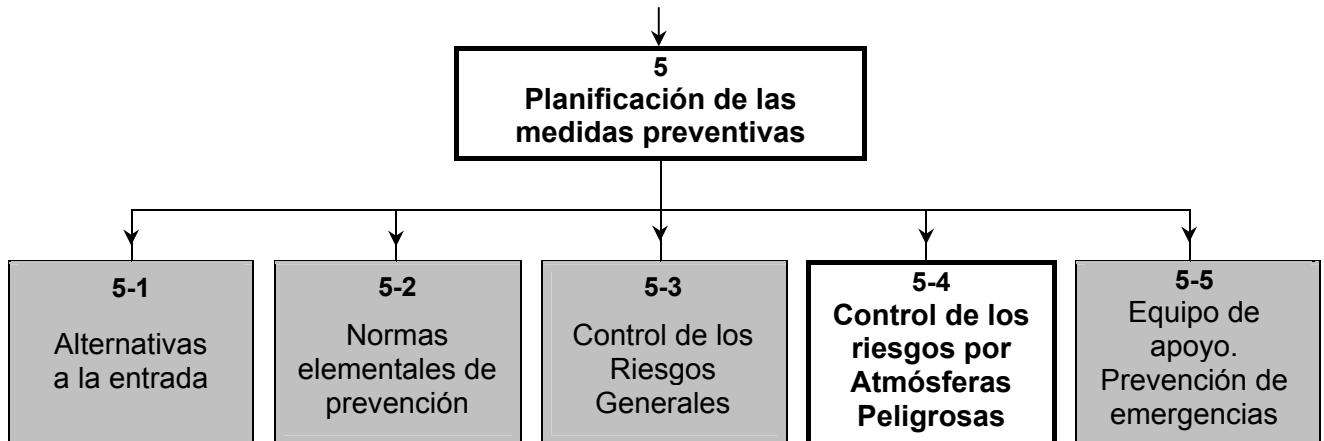 5
Planificación de las
medidas preventivas
5-1
Alternativas
a la entrada
5-2
Normas
elementales de
prevención
5-3
Control de los
Riesgos
Generales
5-4
Control de los
riesgos por
Atmósferas
Peligrosas
5-5
Equipo de
apoyo.
Prevención de
emergencias